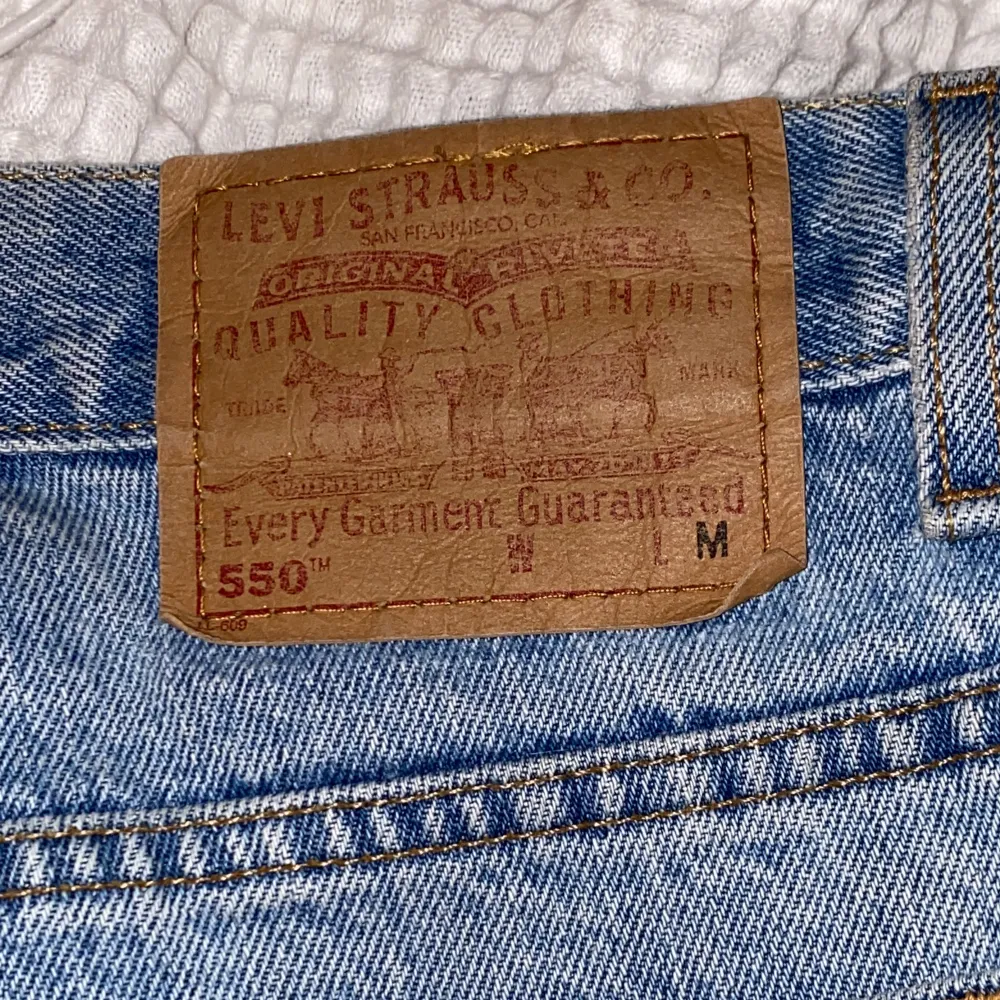 LEVI STRAUSS & CO.
SAN FRANCISCO, CAL.
ORIGINAL RIVETED
QUALITY CLOTHING
TRADE MARK
Every Garment Guaranteed
550™ W L M